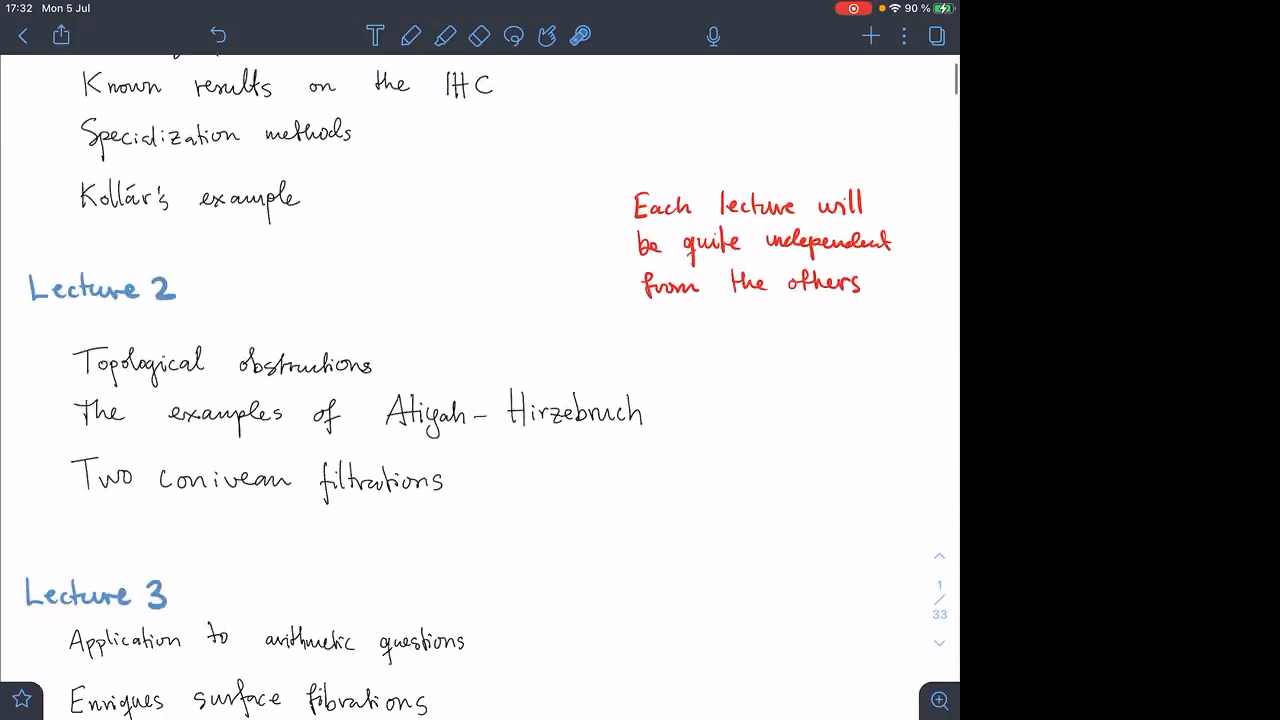 17:32 Mon 5 Jul
90 %
Known results on the IHC
Specialization methods
Kollár's example
Each lecture will
be quite independent
from the others
Lecture 2
Topological obstructions
The examples of Atiyah - Hirzebruch
Two coniveau filtrations
Lecture 3
Application to arithmetic questions
Enriques surface fibrations
1
/
33